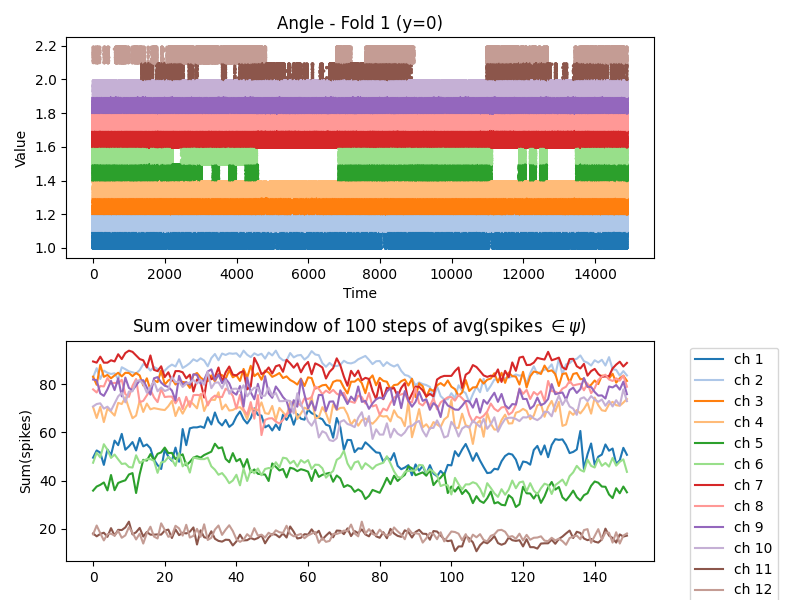 Angle - Fold 1 (y=0)
2.2
2.0
1.8
1.6
1.4
1.2
1.0
Value
0 2000 4000 6000 8000 10000 12000 14000
Time
Sum over timewindow of 100 steps of avg(spikes ∈ ψ)
80
60
40
20
Sum(spikes)
0 20 40 60 80 100 120 140
ch 1
ch 2
ch 3
ch 4
ch 5
ch 6
ch 7
ch 8
ch 9
ch 10
ch 11
ch 12